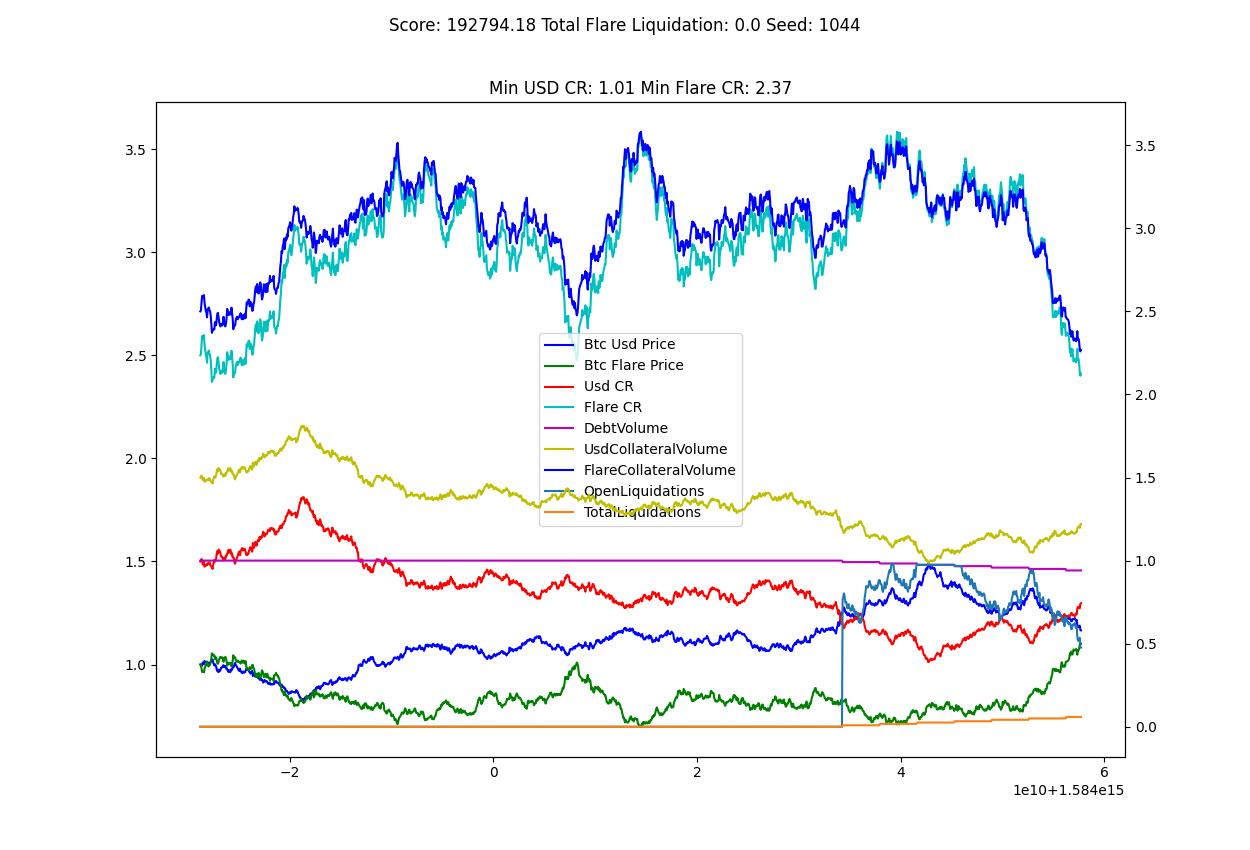 Score: 192794.18 Total Flare Liquidation: 0.0 Seed: 1044
Min USD CR: 1.01 Min Flare CR: 2.37
3.5
3.0
2.5
2.0
1.5
1.0
3.5
3.0
2.5
2.0
1.5
1.0
0.5
0.0
Btc Usd Price
Btc Flare Price
Usd CR
Flare CR
DebtVolume
UsdCollateralVolume
FlareCollateralVolume
OpenLiquidations
TotalLiquidations
−2 0 2 4 6
1e10+1.584e15